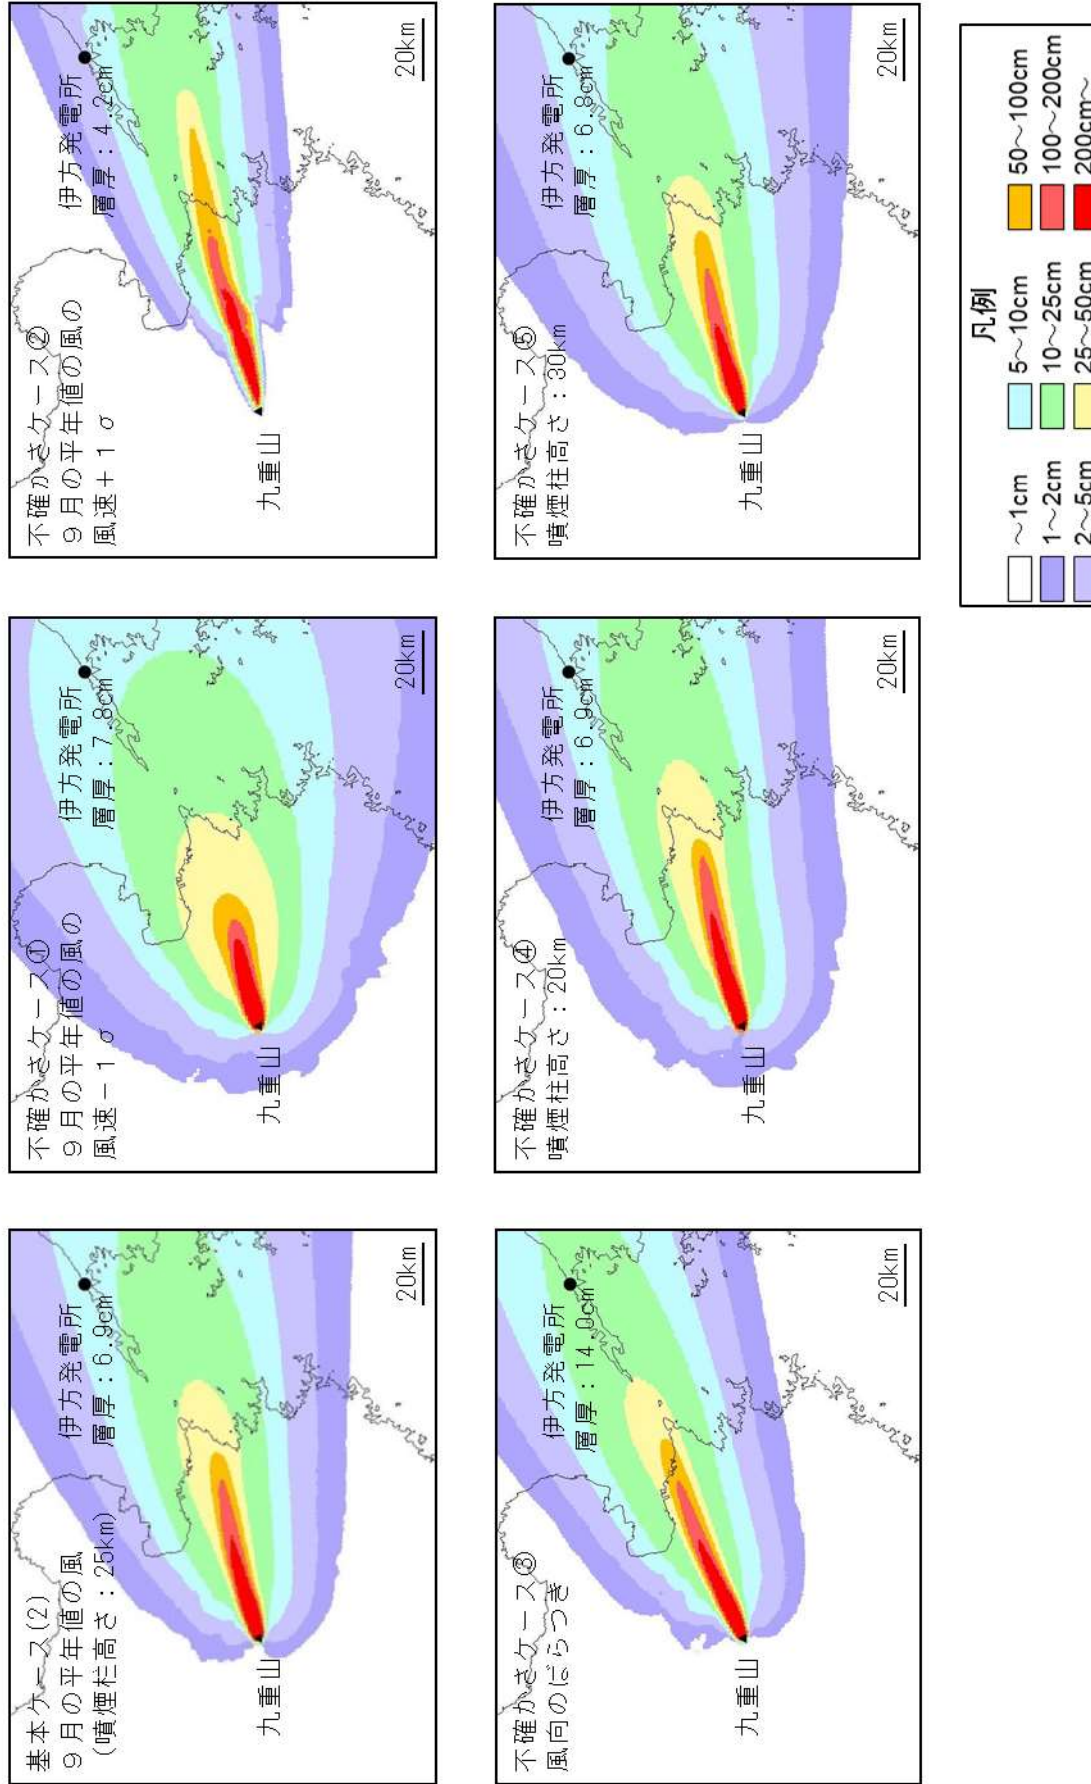 基本ケース(2)
9月の平年値の風
(噴煙柱高さ:25km)
伊方発電所
層厚:6.9cm
九重山
20km
不確かさケース①
9月の平年値の風の
風速-1σ
伊方発電所
層厚:7.8cm
九重山
20km
不確かさケース②
9月の平年値の風の
風速+1σ
伊方発電所
層厚:4.2cm
九重山
20km
不確かさケース③
風向のばらつき
伊方発電所
層厚:14.0cm
九重山
20km
不確かさケース④
噴煙柱高さ:20km
伊方発電所
層厚:6.9cm
九重山
20km
不確かさケース⑤
噴煙柱高さ:30km
伊方発電所
層厚:6.8cm
九重山
20km
凡例
~1cm
1~2cm
2~5cm
5~10cm
10~25cm
25~50cm
50~100cm
100~200cm
200cm~